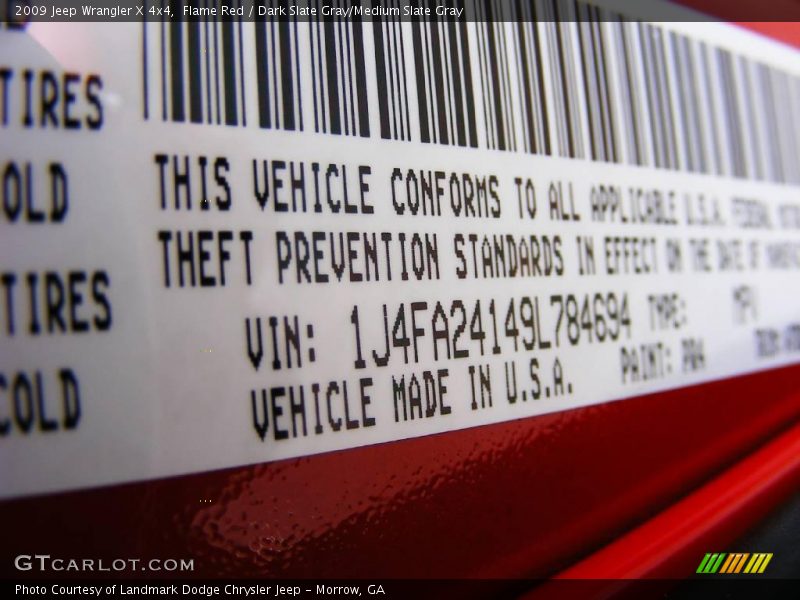 2009 Jeep Wrangler X 4x4, Flame Red / Dark Slate Gray/Medium Slate Gray
TIRES
OLD
TIRES
COLD
THIS VEHICLE CONFORMS TO ALL APPLICABLE U.S.A. FEDERAL
THEFT PREVENTION STANDARDS IN EFFECT ON THE DATE OF
VIN: 1J4FA24149L784694 TYPE: MPV
VEHICLE MADE IN U.S.A. PAINT: PR4
GTCARLOT.COM
Photo Courtesy of Landmark Dodge Chrysler Jeep - Morrow, GA